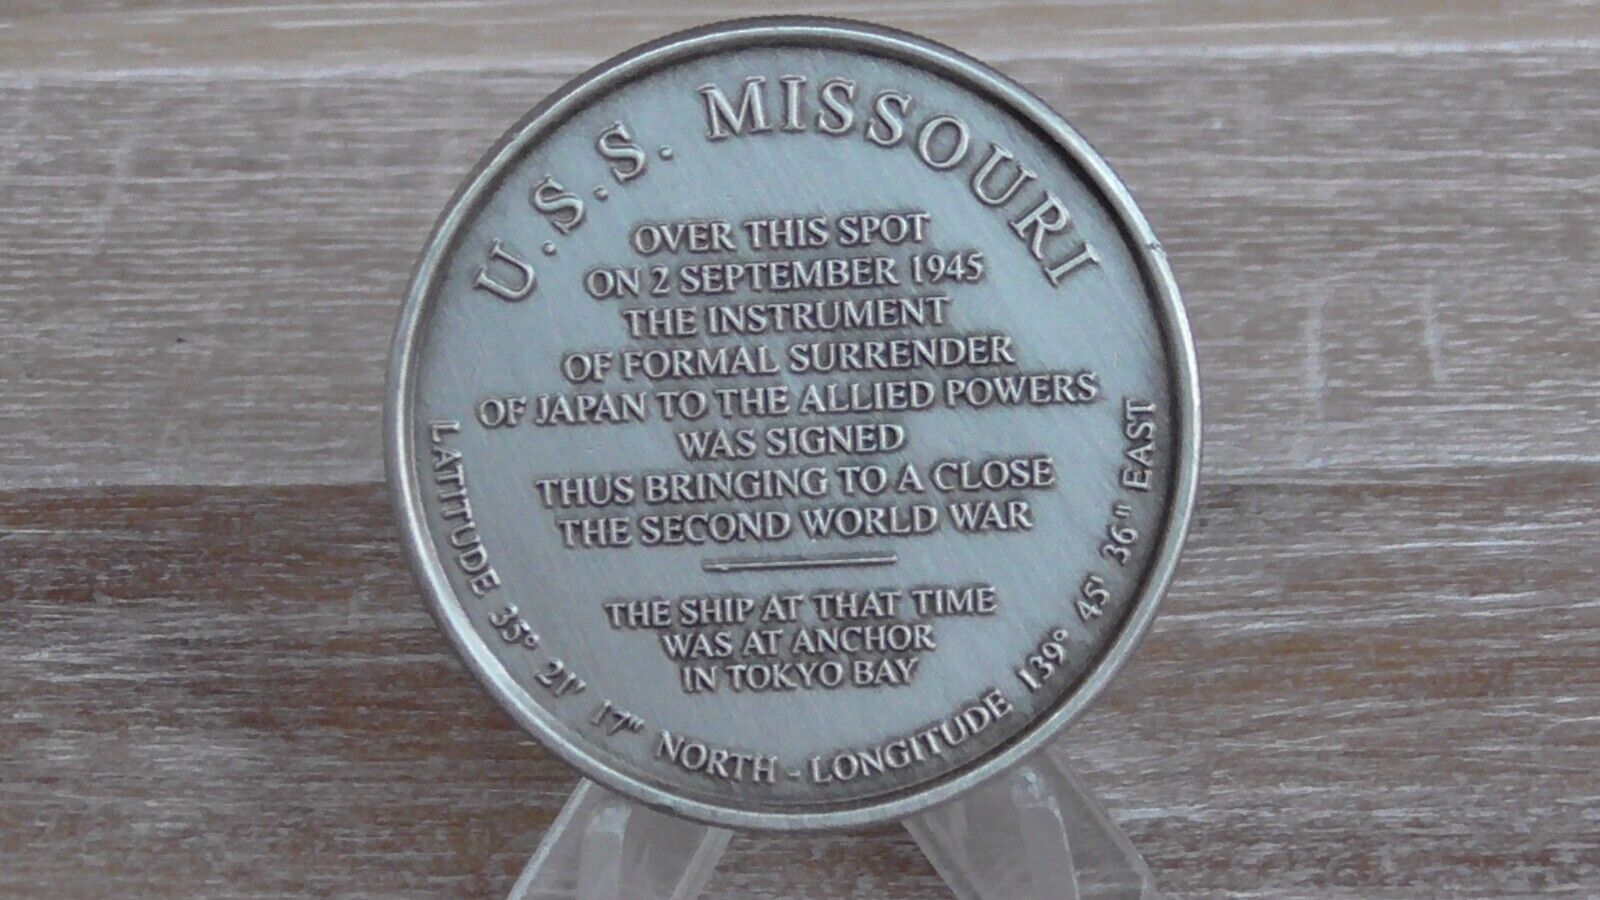 U.S.S. MISSOURI
OVER THIS SPOT
ON 2 SEPTEMBER 1945
THE INSTRUMENT
OF FORMAL SURRENDER
OF JAPAN TO THE ALLIED POWERS
WAS SIGNED
THUS BRINGING TO A CLOSE
THE SECOND WORLD WAR
THE SHIP AT THAT TIME
WAS AT ANCHOR
IN TOKYO BAY
LATITUDE 35° 21' 17" NORTH - LONGITUDE 139° 45' 36" EAST